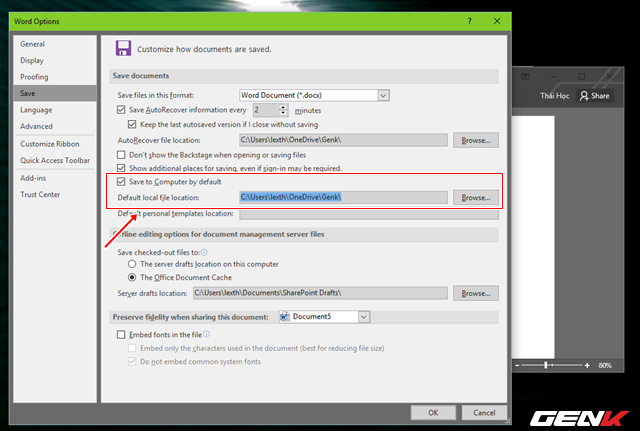 Word Options
General
Display
Proofing
Save
Language
Advanced
Customize Ribbon
Quick Access Toolbar
Add-ins
Trust Center
Customize how documents are saved.
Save documents
Save files in this format: Word Document (*.docx)
Save AutoRecover information every 2 minutes
Keep the last autosaved version if I close without saving
AutoRecover file location: C:\Users\lexth\OneDrive\Genk\ Browse...
Don't show the Backstage when opening or saving files
Show additional places for saving, even if sign-in may be required.
Save to Computer by default
Default local file location: C:\Users\lexth\OneDrive\Genk\ Browse...
personal templates location:
editing options for document management server files
Save checked-out files to:
The server drafts location on this computer
The Office Document Cache
Server drafts location: C:\Users\lexth\Documents\SharePoint Drafts\ Browse...
Preserve fidelity when sharing this document: Document5
Embed fonts in the file
Embed only the characters used in the document (best for reducing file size)
Do not embed common system fonts
OK Cancel
Thái Học Share
80%
GENK